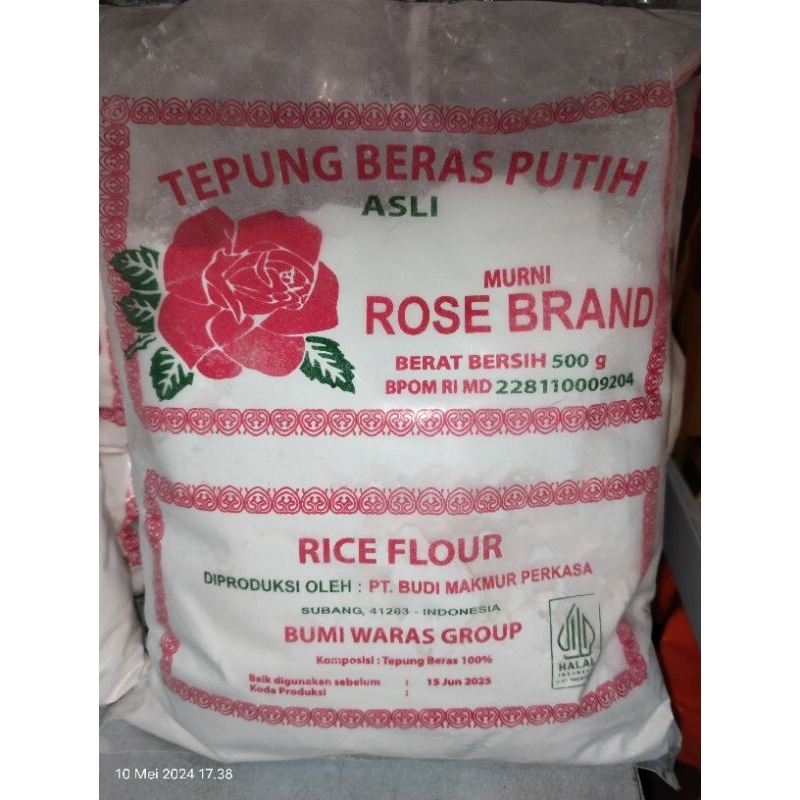 TEPUNG BERAS PUTIH
ASLI
MURNI
ROSE BRAND
BERAT BERSIH 500 g
BPOM RI MD 228110009204
RICE FLOUR
DIPRODUKSI OLEH : PT. BUDI MAKMUR PERKASA
SUBANG, 41283 - INDONESIA
BUMI WARAS GROUP
Komposisi : Tepung Beras 100%
Baik digunakan sebelum : 15 Jun 2025
Kode Produksi :
HALAL
INDONESIA
10 Mei 2024 17.38